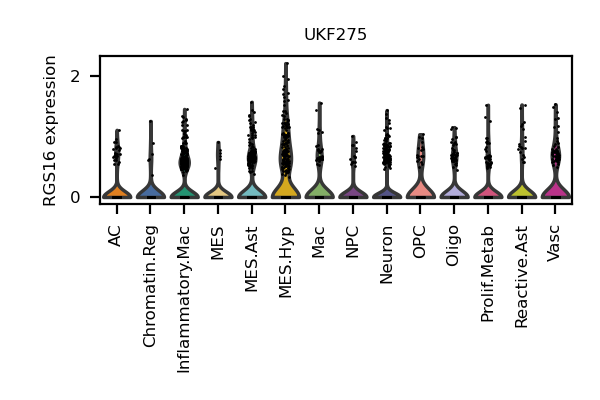 UKF275
RGS16 expression
2
0
AC
Chromatin.Reg
Inflammatory.Mac
MES
MES.Ast
MES.Hyp
Mac
NPC
Neuron
OPC
Oligo
Prolif.Metab
Reactive.Ast
Vasc